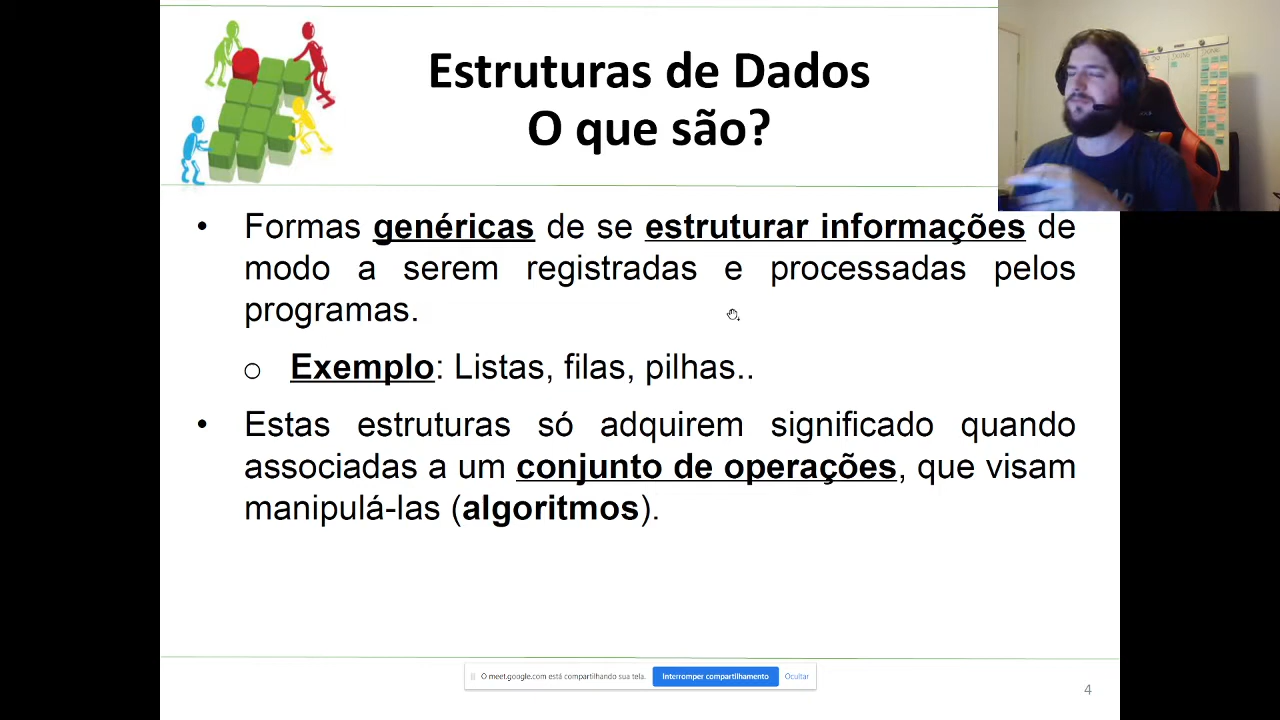 Estruturas de Dados
O que são?
• Formas genéricas de se estruturar informações de
modo a serem registradas e processadas pelos
programas.
o Exemplo: Listas, filas, pilhas..
• Estas estruturas só adquirem significado quando
associadas a um conjunto de operações, que visam
manipulá-las (algoritmos).
O meet.google.com está compartilhando sua tela. Interromper compartilhamento Ocultar
4